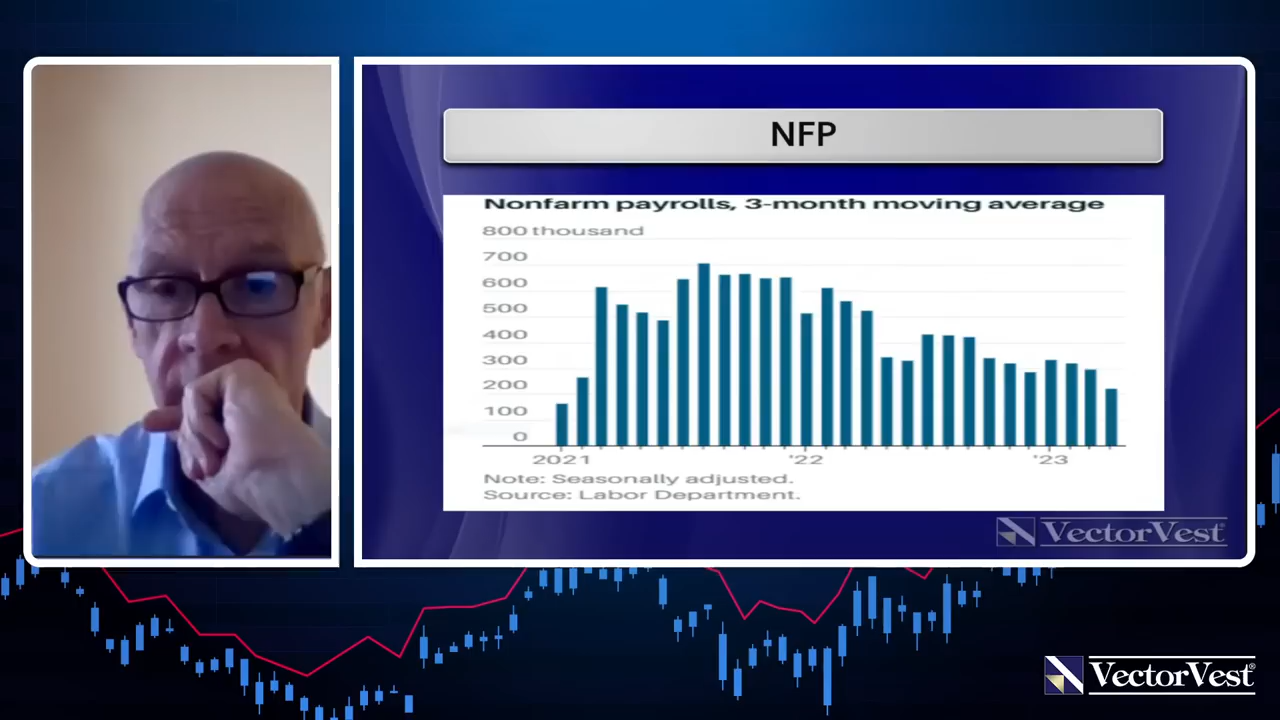 NFP
Nonfarm payrolls, 3-month moving average
800 thousand
700
600
500
400
300
200
100
0
2021 '22 '23
Note: Seasonally adjusted.
Source: Labor Department.
VectorVest
VectorVest®